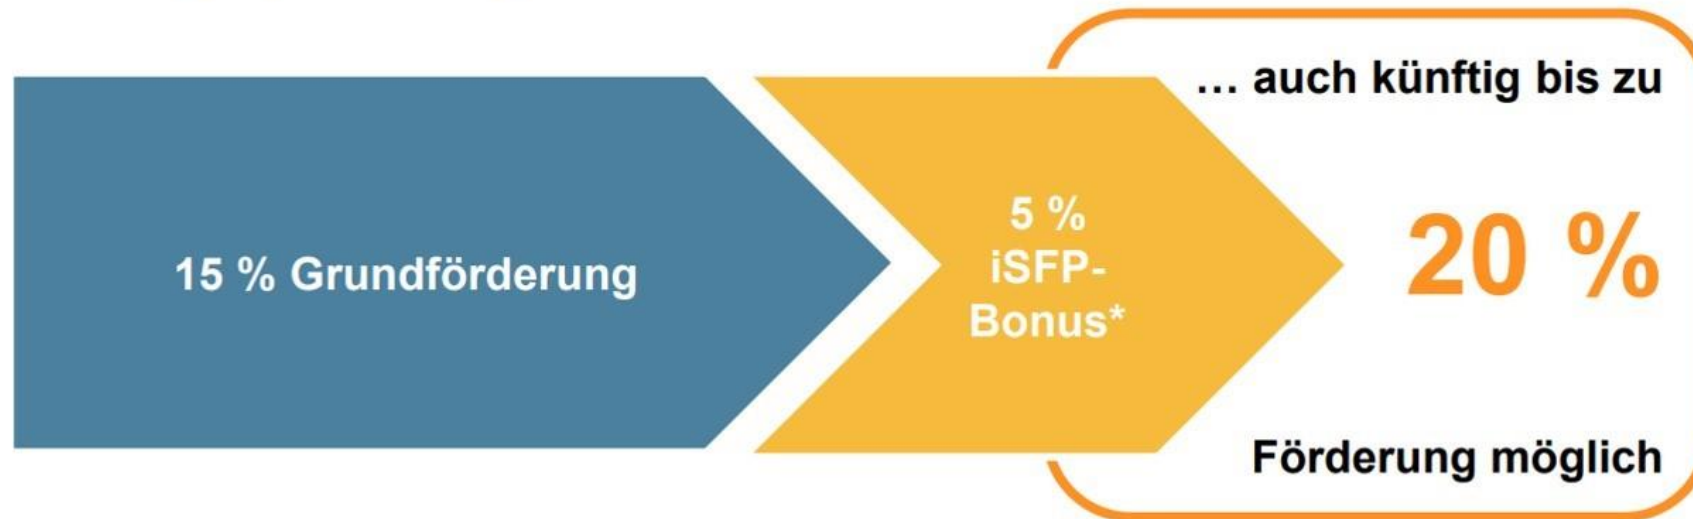 15 % Grundförderung
5 %
iSFP-
Bonus*
… auch künftig bis zu
20 %
Förderung möglich